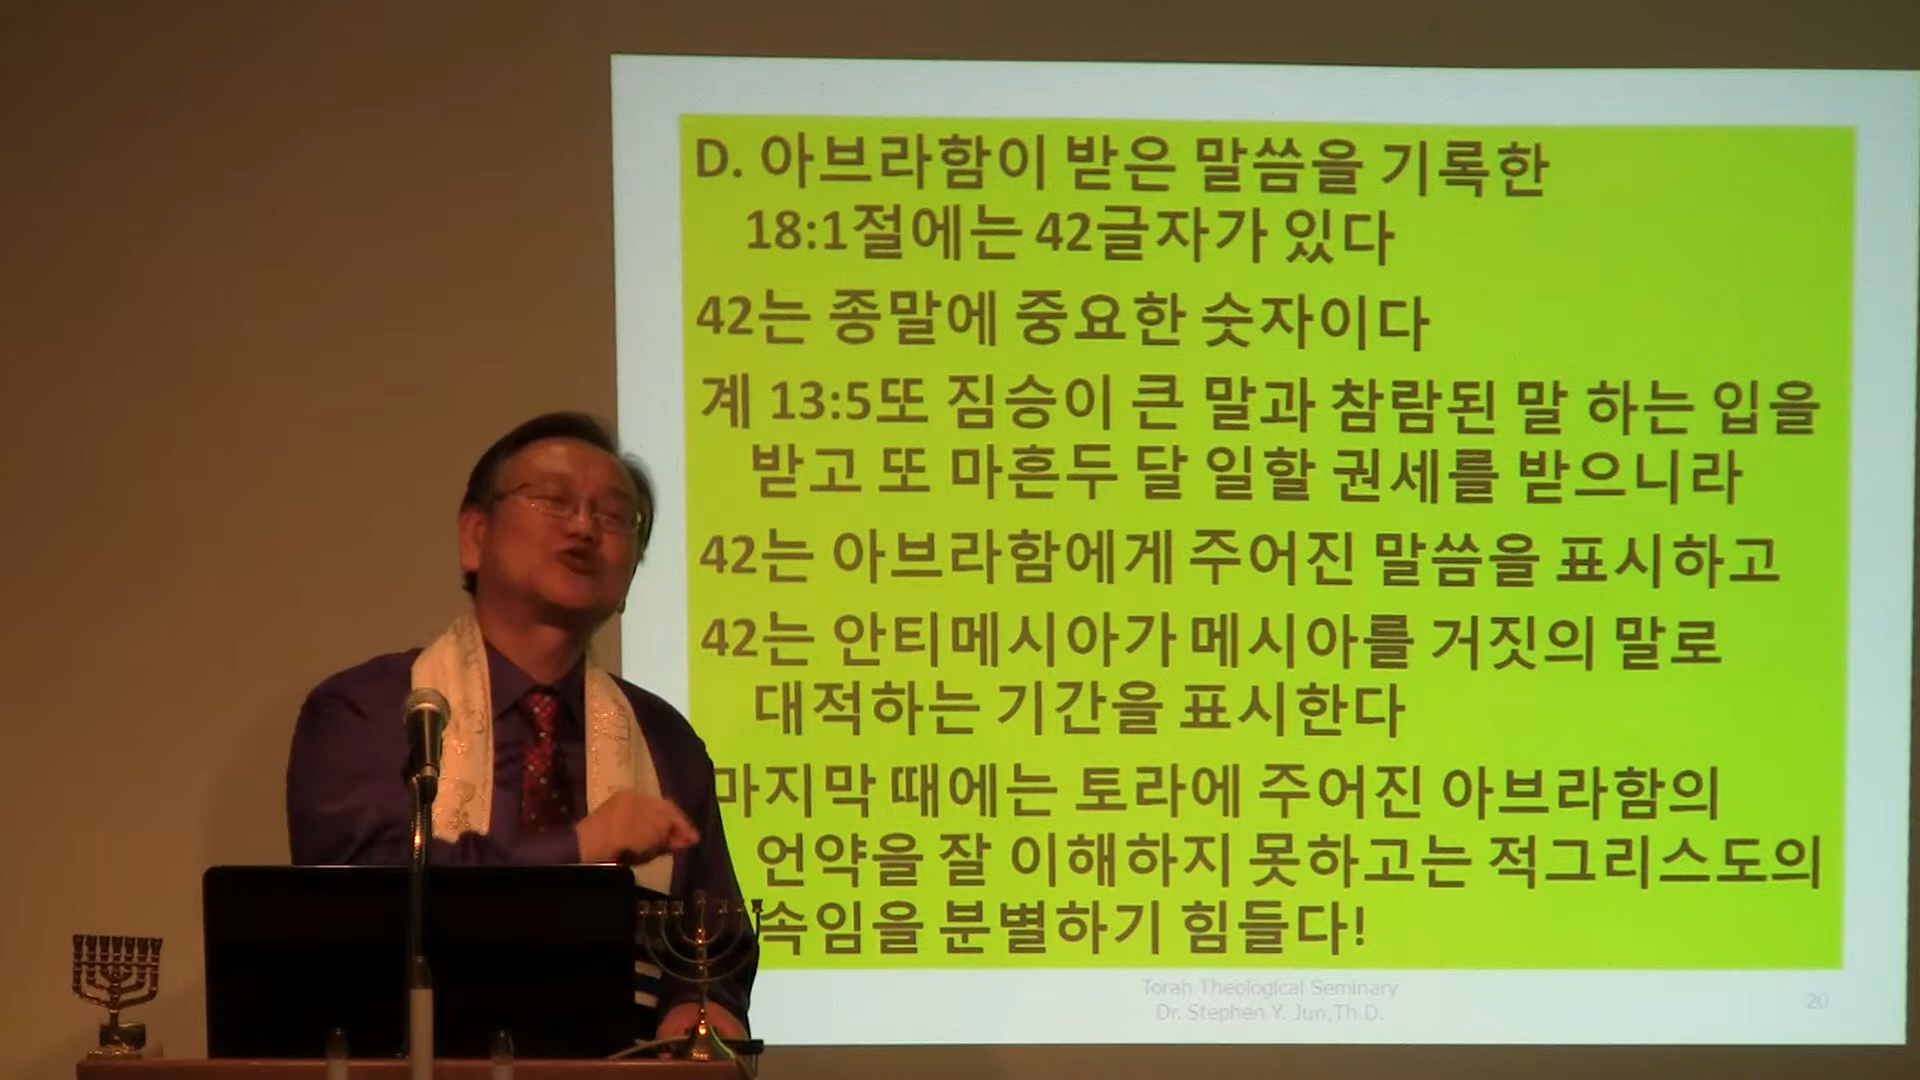 D. 아브라함이 받은 말씀을 기록한
18:1절에는 42글자가 있다
42는 종말에 중요한 숫자이다
계 13:5또 짐승이 큰 말과 참람된 말 하는 입을
받고 또 마흔두 달 일할 권세를 받으니라
42는 아브라함에게 주어진 말씀을 표시하고
42는 안티메시아가 메시아를 거짓의 말로
대적하는 기간을 표시한다
마지막 때에는 토라에 주어진 아브라함의
언약을 잘 이해하지 못하고는 적그리스도의
속임을 분별하기 힘들다!
Torah Theological Seminary
Dr. Stephen Y. Jun,Th.D.
20